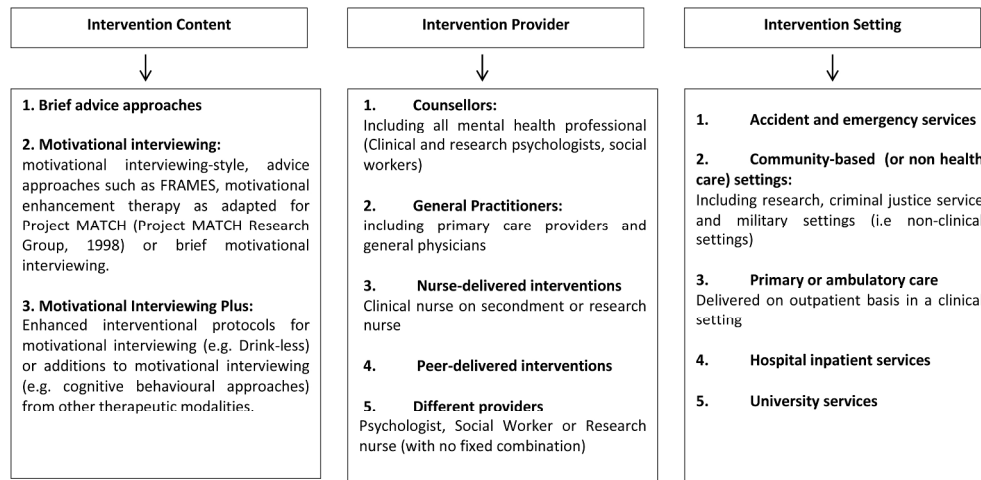 Intervention Content
1. Brief advice approaches
2. Motivational interviewing:
motivational interviewing-style, advice
approaches such as FRAMES, motivational
enhancement therapy as adapted for
Project MATCH (Project MATCH Research
Group, 1998) or brief motivational
interviewing.
3. Motivational Interviewing Plus:
Enhanced interventional protocols for
motivational interviewing (e.g. Drink-less)
or additions to motivational interviewing
(e.g. cognitive behavioural approaches)
from other therapeutic modalities.
Intervention Provider
1. Counsellors:
Including all mental health professional
(Clinical and research psychologists, social
workers)
2. General Practitioners:
including primary care providers and
general physicians
3. Nurse-delivered interventions
Clinical nurse on secondment or research
nurse
4. Peer-delivered interventions
5. Different providers
Psychologist, Social Worker or Research
nurse (with no fixed combination)
Intervention Setting
1. Accident and emergency services
2. Community-based (or non health
care) settings:
Including research, criminal justice service
and military settings (i.e non-clinical
settings)
3. Primary or ambulatory care
Delivered on outpatient basis in a clinical
setting
4. Hospital inpatient services
5. University services